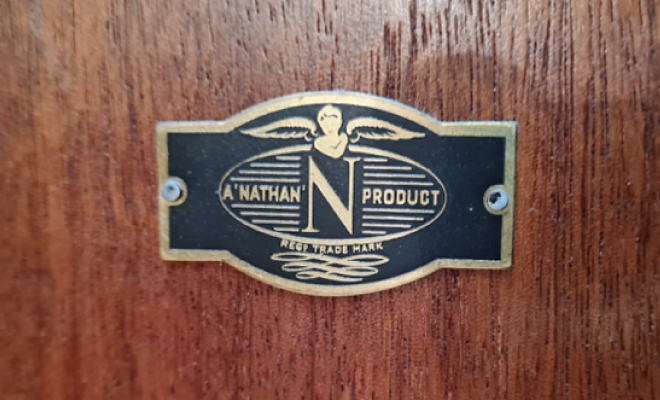 A 'NATHAN' N PRODUCT
REGD TRADE MARK